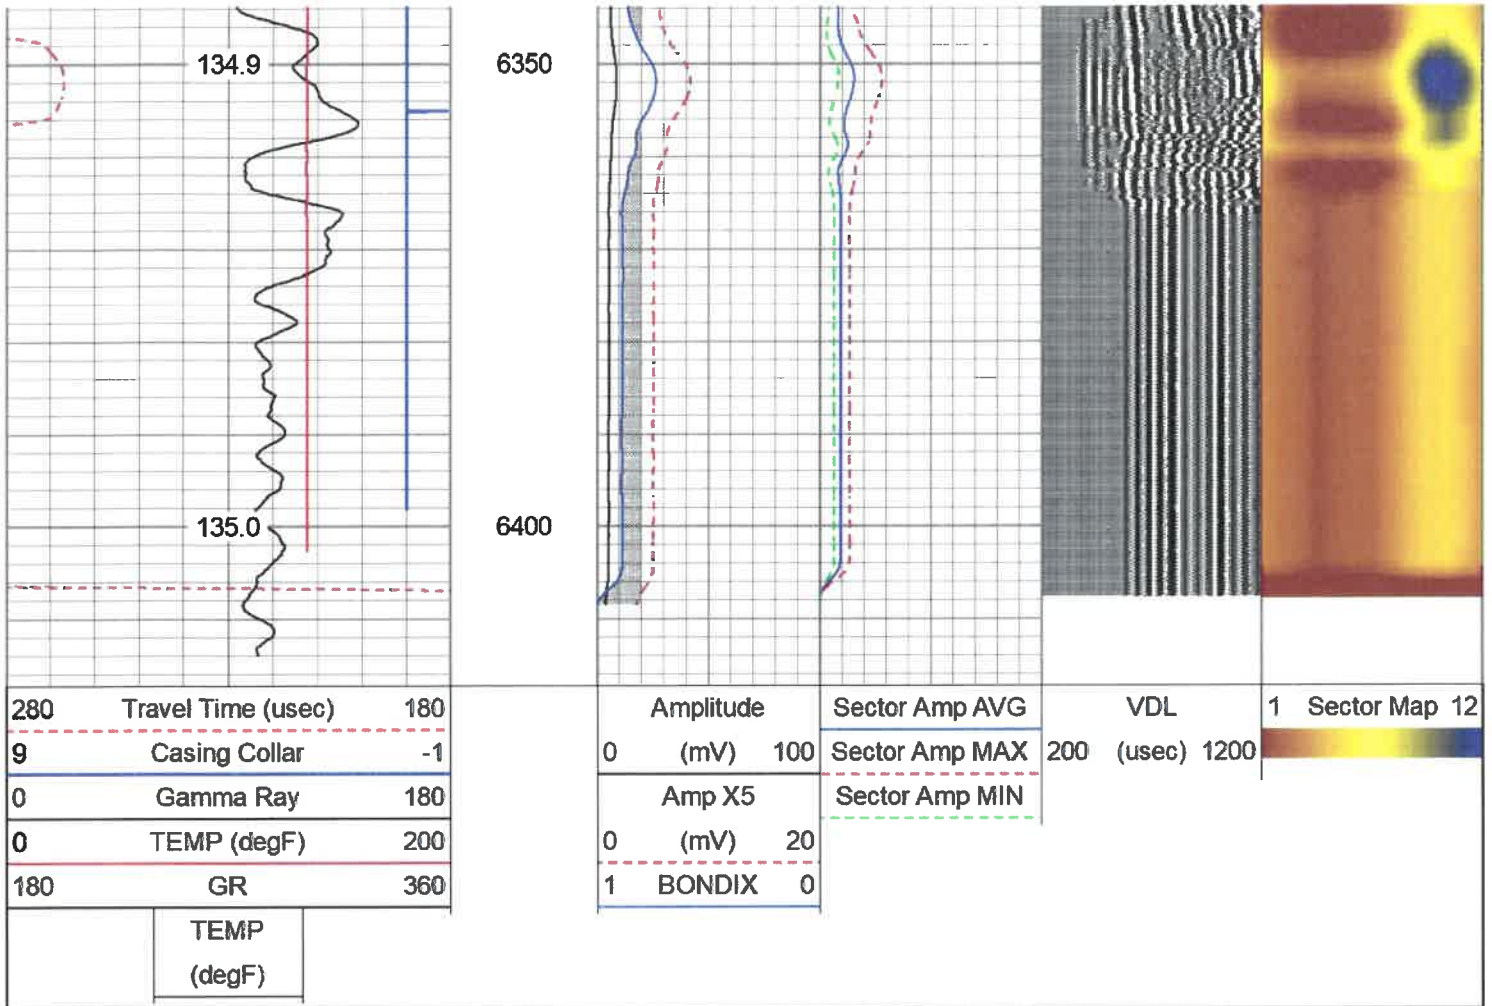 134.9
6350
135.0
6400
280 Travel Time (usec) 180
9 Casing Collar -1
0 Gamma Ray 180
0 TEMP (degF) 200
180 GR 360
TEMP
(degF)
Amplitude
0 (mV) 100
Amp X5
0 (mV) 20
1 BONDIX 0
Sector Amp AVG
Sector Amp MAX
Sector Amp MIN
VDL
200 (usec) 1200
1 Sector Map 12